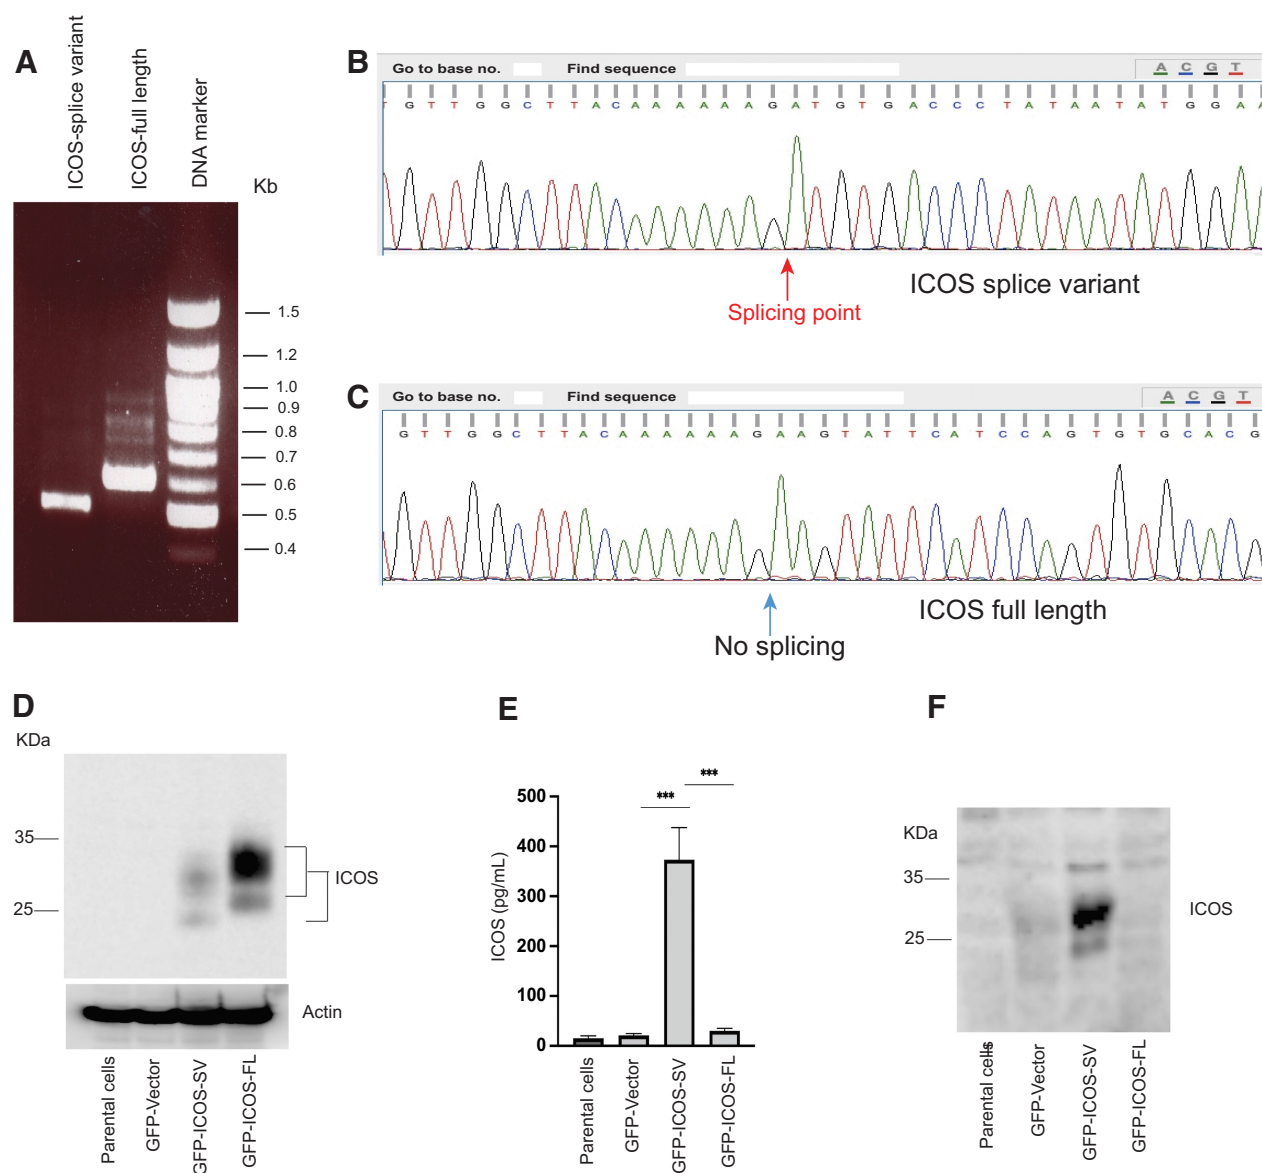 A
ICOS-splice variant
ICOS-full length
DNA marker
Kb
1.5
1.2
1.0
0.9
0.8
0.7
0.6
0.5
0.4
B
Go to base no. Find sequence A C G T
T G T T G G C T T A C A A A A A A G A T G T G A C C C T A T A A T A T G G A A
Splicing point
ICOS splice variant
C
Go to base no. Find sequence A C G T
G T T G G C T T A C A A A A A A G A A G T A T T C A T C C A G T G T G C A C G
No splicing
ICOS full length
D
KDa
35
25
ICOS
Actin
Parental cells
GFP-Vector
GFP-ICOS-SV
GFP-ICOS-FL
E
ICOS (pg/mL)
500
400
300
200
100
0
***
***
Parental cells
GFP-Vector
GFP-ICOS-SV
GFP-ICOS-FL
F
KDa
35
25
ICOS
Parental cells
GFP-Vector
GFP-ICOS-SV
GFP-ICOS-FL